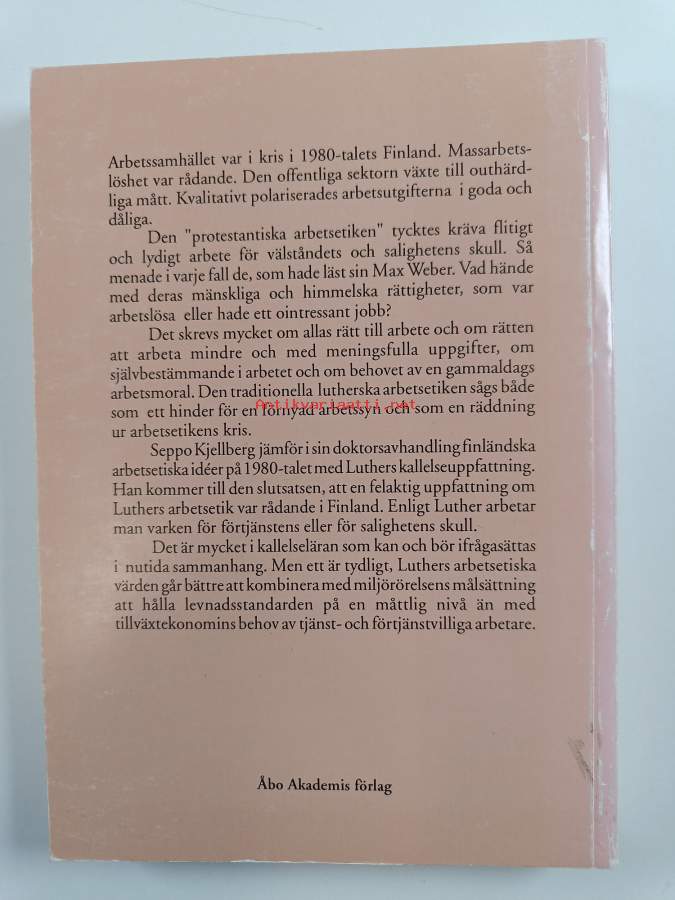 Arbetssamhället var i kris i 1980-talets Finland. Massarbets-
löshet var rådande. Den offentliga sektorn växte till outhärd-
liga mått. Kvalitativt polariserades arbetsutgifterna i goda och
dåliga.
Den "protestantiska arbetsetiken" tycktes kräva flitigt
och lydigt arbete för välståndets och salighetens skull. Så
menade i varje fall de, som hade läst sin Max Weber. Vad hände
med deras mänskliga och himmelska rättigheter, som var
arbetslösa eller hade ett ointressant jobb?
Det skrevs mycket om allas rätt till arbete och om rätten
att arbeta mindre och med meningsfulla uppgifter, om
självbestämmande i arbetet och om behovet av en gammaldags
arbetsmoral. Den traditionella lutherska arbetsetiken sågs både
som ett hinder för en förnyad arbetssyn och som en räddning
Antikvariaatti.net
ur arbetsetikens kris.
Seppo Kjellberg jämför i sin doktorsavhandling finländska
arbetsetiska idéer på 1980-talet med Luthers kallelseuppfattning.
Han kommer till den slutsatsen, att en felaktig uppfattning om
Luthers arbetsetik var rådande i Finland. Enligt Luther arbetar
man varken för förtjänstens eller för salighetens skull.
Det är mycket i kallelseläran som kan och bör ifrågasättas
i nutida sammanhang. Men ett är tydligt, Luthers arbetsetiska
värden går bättre att kombinera med miljörörelsens målsättning
att hålla levnadsstandarden på en måttlig nivå än med
tillväxtekonomins behov av tjänst- och förtjänstvilliga arbetare.
Åbo Akademis förlag